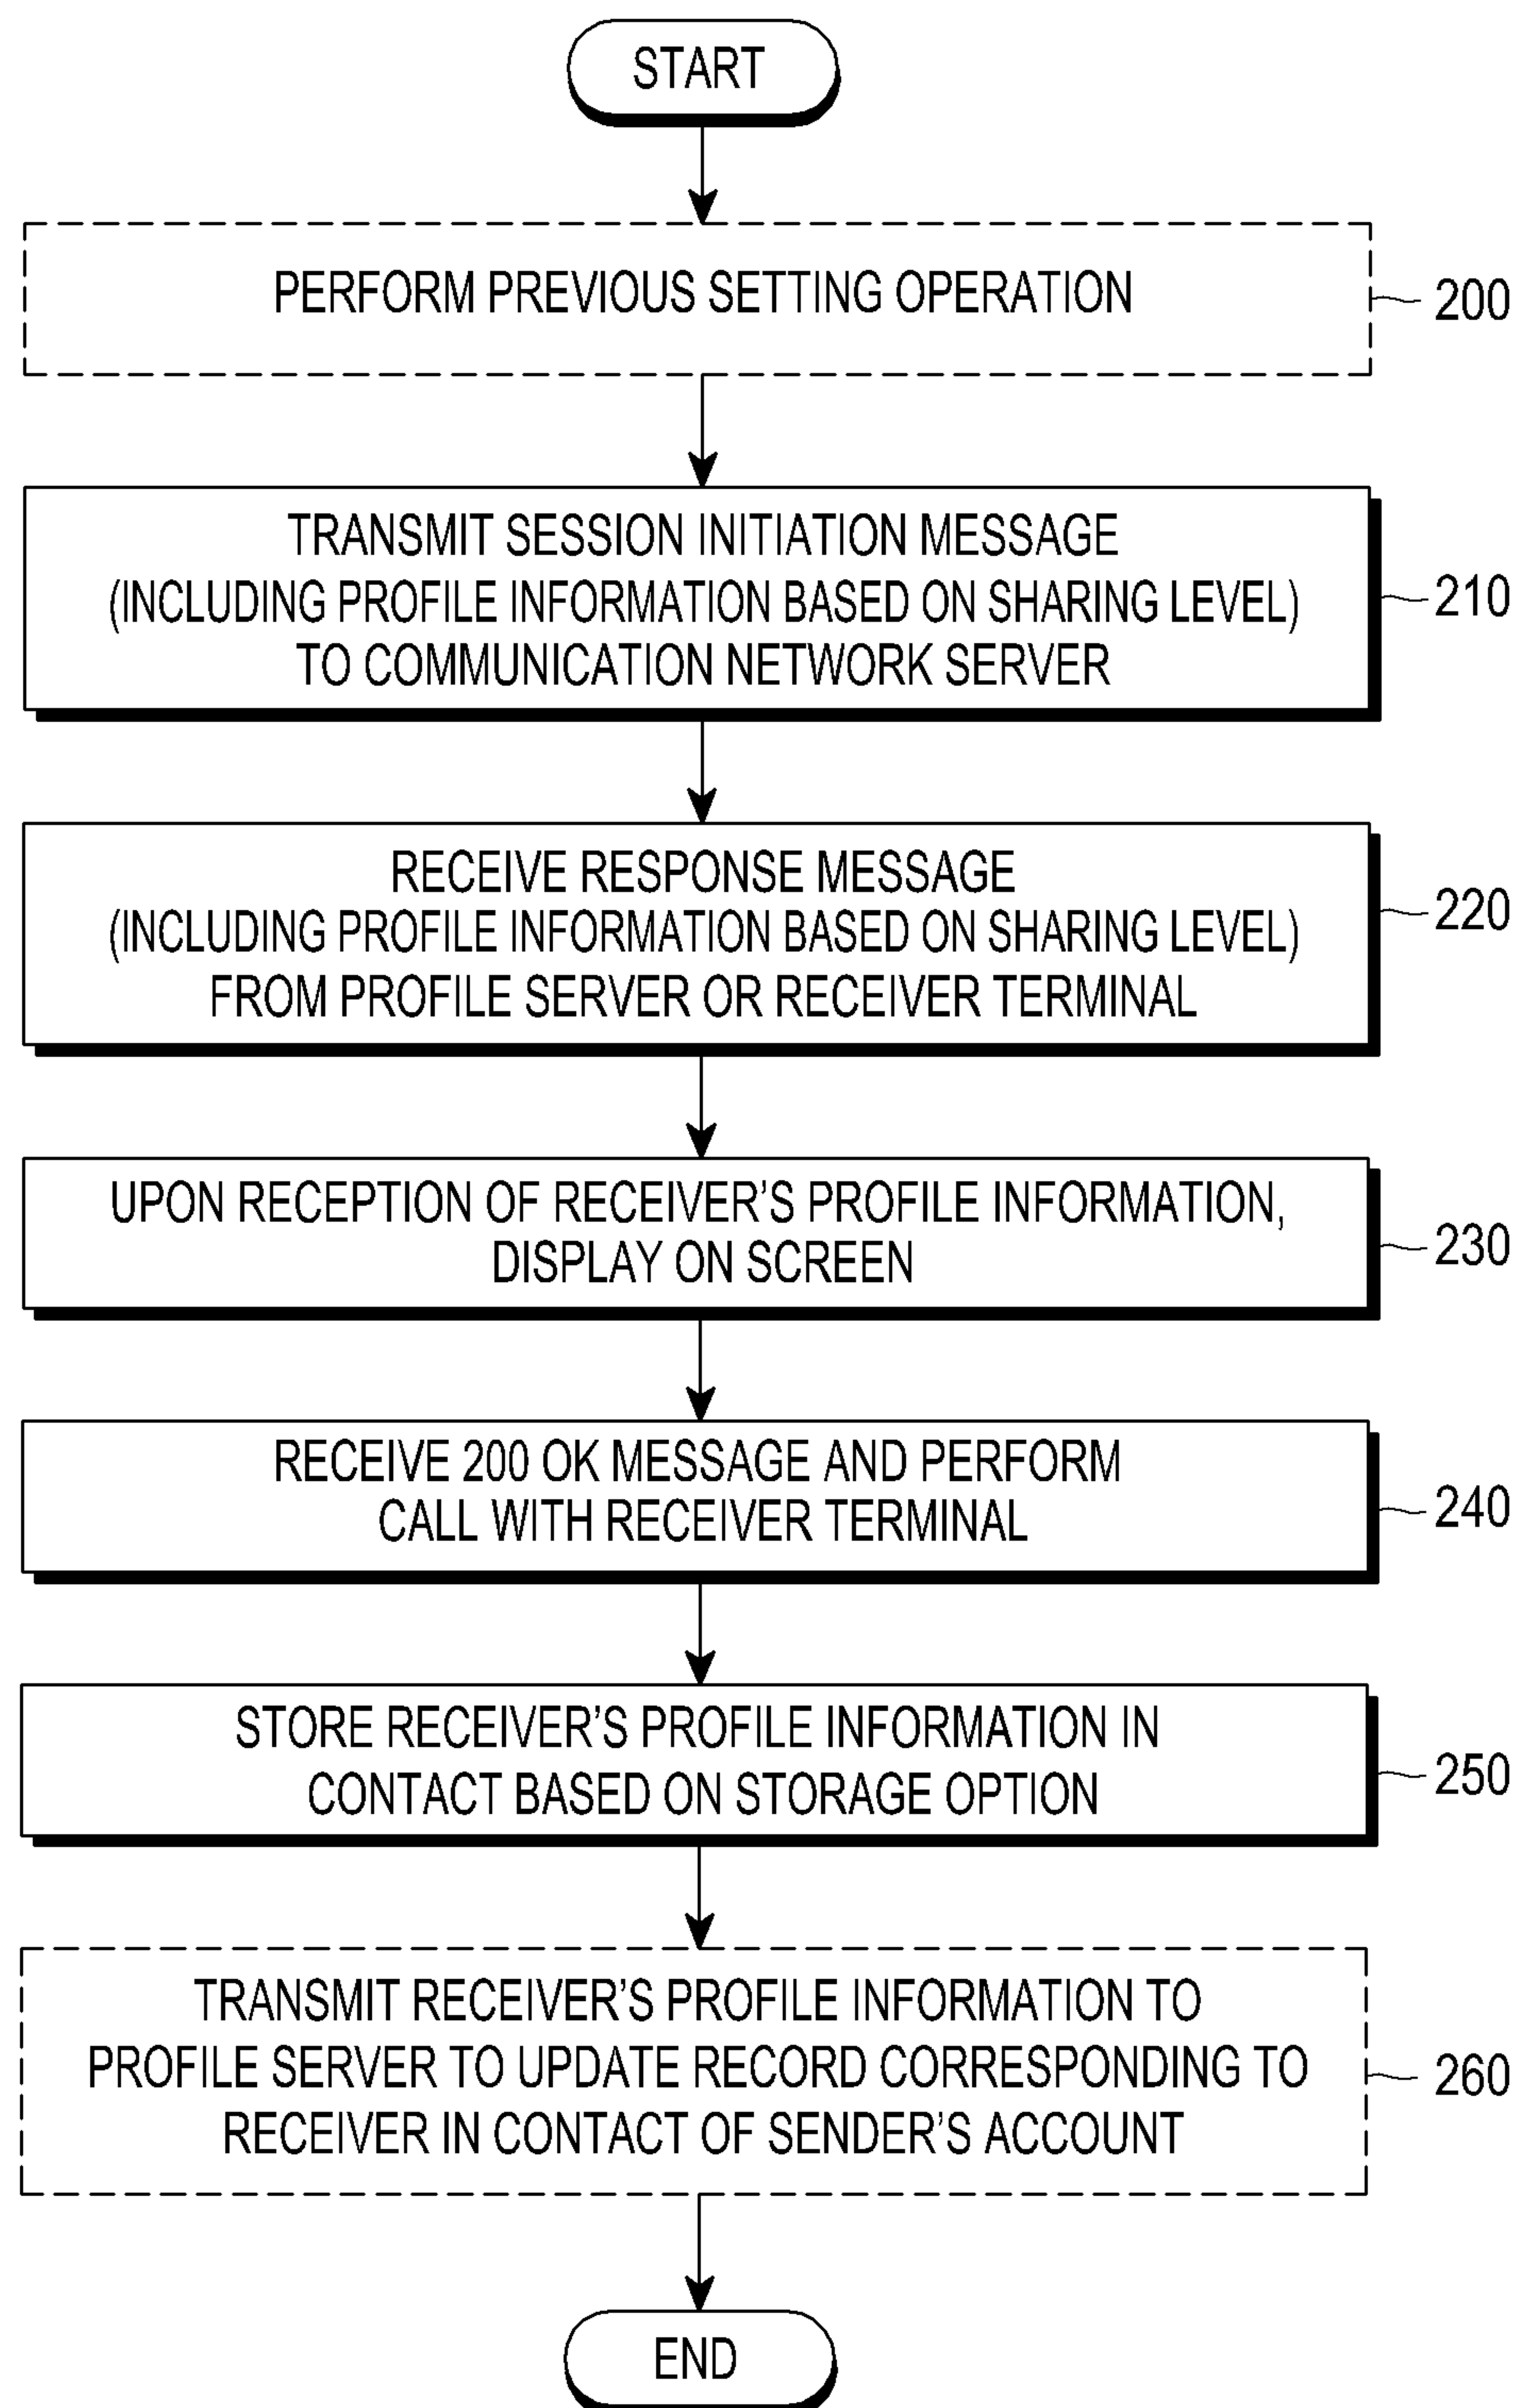 START
PERFORM PREVIOUS SETTING OPERATION
200
TRANSMIT SESSION INITIATION MESSAGE
(INCLUDING PROFILE INFORMATION BASED ON SHARING LEVEL)
TO COMMUNICATION NETWORK SERVER
210
RECEIVE RESPONSE MESSAGE
(INCLUDING PROFILE INFORMATION BASED ON SHARING LEVEL)
FROM PROFILE SERVER OR RECEIVER TERMINAL
220
UPON RECEPTION OF RECEIVER’S PROFILE INFORMATION,
DISPLAY ON SCREEN
230
RECEIVE 200 OK MESSAGE AND PERFORM
CALL WITH RECEIVER TERMINAL
240
STORE RECEIVER’S PROFILE INFORMATION IN
CONTACT BASED ON STORAGE OPTION
250
TRANSMIT RECEIVER’S PROFILE INFORMATION TO
PROFILE SERVER TO UPDATE RECORD CORRESPONDING TO
RECEIVER IN CONTACT OF SENDER’S ACCOUNT
260
END